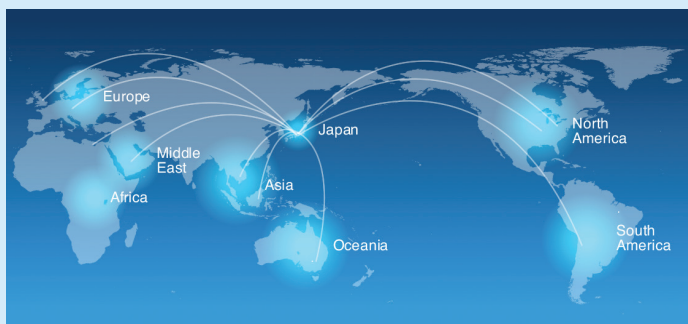 Europe
Japan
North
America
Middle
East
Asia
Africa
Oceania
South
America